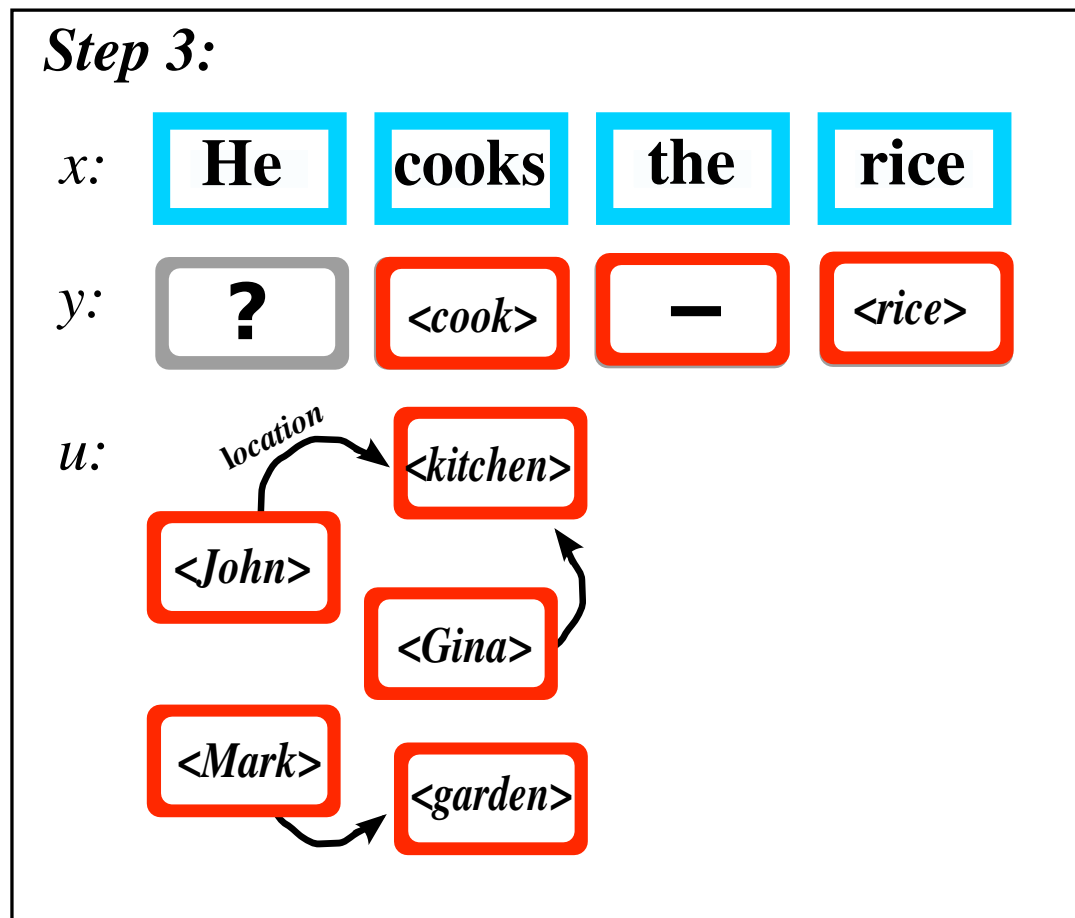 Step 3:
x: He cooks the rice
y: ? <cook> – <rice>
u: location <kitchen>
<John>
<Gina>
<Mark>
<garden>